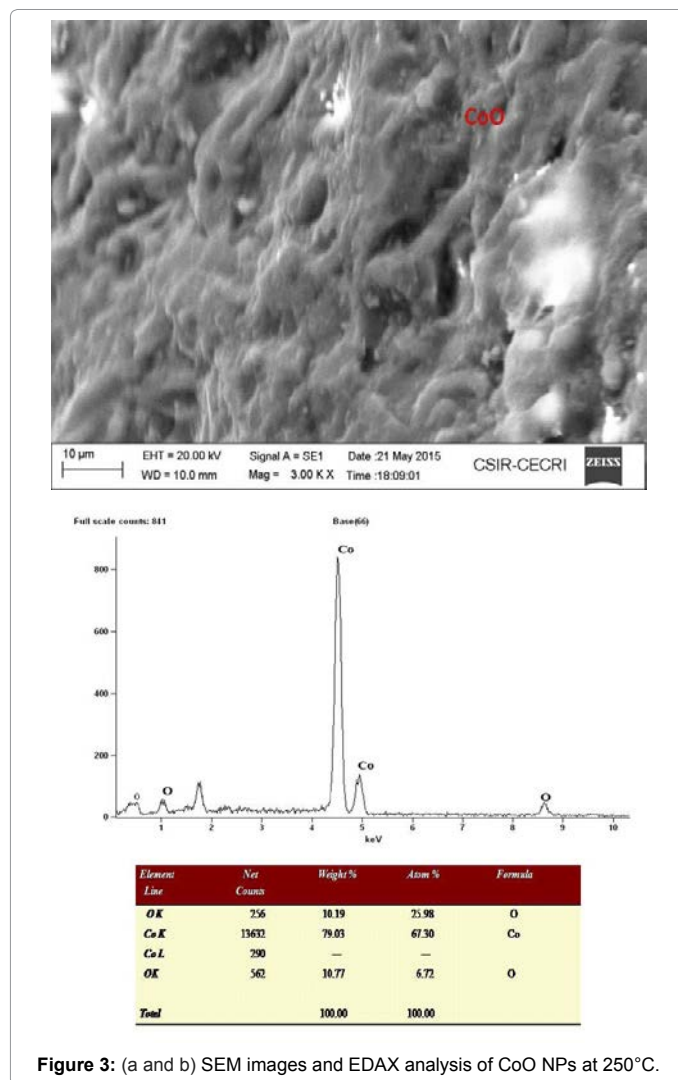 CoO
10 µm
EHT = 20.00 kV Signal A = SE1 Date :21 May 2015
WD = 10.0 mm Mag = 3.00 K X Time :18:09:01
CSIR-CECRI
ZEISS
Full scale counts: 841 Base(66)
Co
800
600
400
200
Co
O O O
0
1 2 3 4 5 6 7 8 9 10
keV
Element Net Weight % Atom % Formula
Line Counts
O K 256 10.19 25.98 O
Co K 13632 79.03 67.30 Co
Co L 290 — —
OK 562 10.77 6.72 O
Total 100.00 100.00
Figure 3: (a and b) SEM images and EDAX analysis of CoO NPs at 250°C.